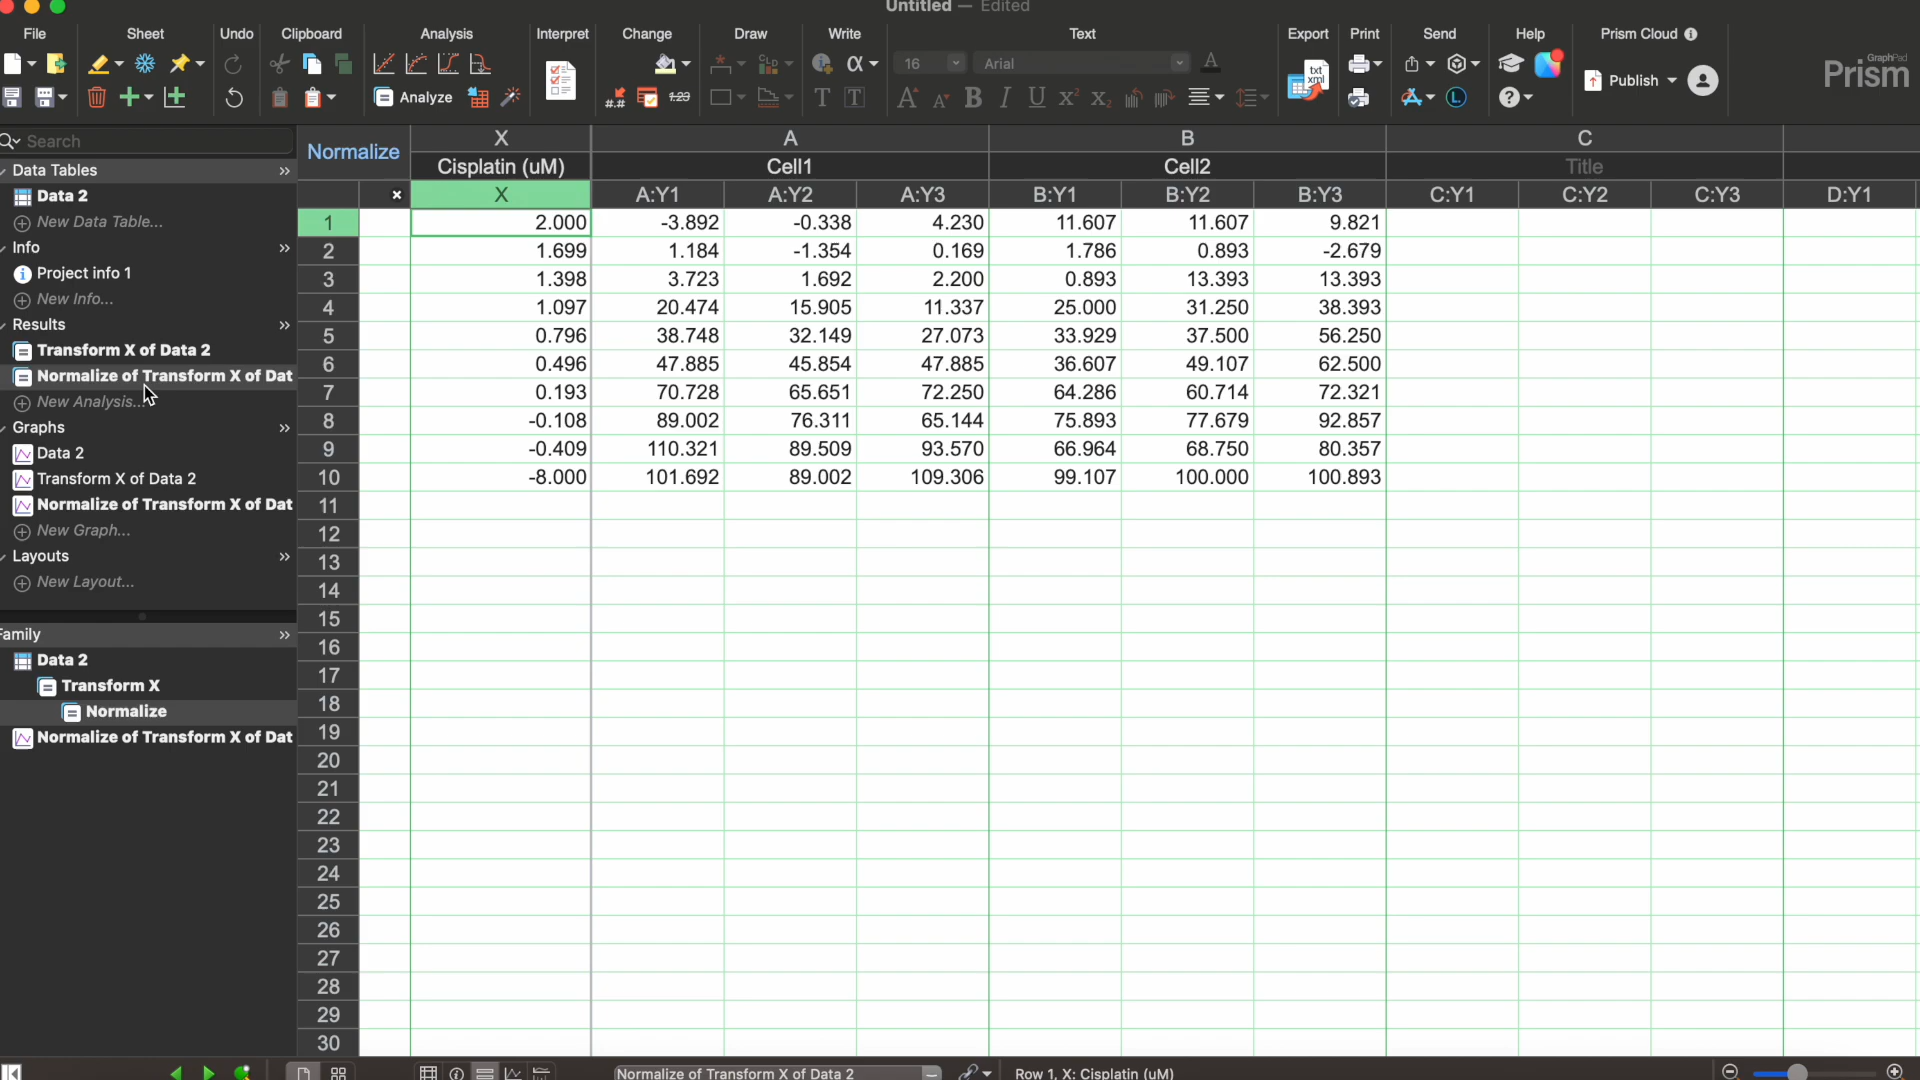 Untitled — Edited
File Sheet Undo Clipboard Analysis Interpret Change Draw Write Text Export Print Send Help Prism Cloud
16 Arial
Analyze
1.23
txt xml
Publish
GraphPad
Prism
Search
Data Tables
Data 2
New Data Table...
Info
Project info 1
New Info...
Results
Transform X of Data 2
Normalize of Transform X of Dat
New Analysis...
Graphs
Data 2
Transform X of Data 2
Normalize of Transform X of Dat
New Graph...
Layouts
New Layout...
Family
Data 2
Transform X
Normalize
Normalize of Transform X of Dat
Normalize X A B C
Cisplatin (uM) Cell1 Cell2 Title
X A:Y1 A:Y2 A:Y3 B:Y1 B:Y2 B:Y3 C:Y1 C:Y2 C:Y3 D:Y1
1 2.000 -3.892 -0.338 4.230 11.607 11.607 9.821
2 1.699 1.184 -1.354 0.169 1.786 0.893 -2.679
3 1.398 3.723 1.692 2.200 0.893 13.393 13.393
4 1.097 20.474 15.905 11.337 25.000 31.250 38.393
5 0.796 38.748 32.149 27.073 33.929 37.500 56.250
6 0.496 47.885 45.854 47.885 36.607 49.107 62.500
7 0.193 70.728 65.651 72.250 64.286 60.714 72.321
8 -0.108 89.002 76.311 65.144 75.893 77.679 92.857
9 -0.409 110.321 89.509 93.570 66.964 68.750 80.357
10 -8.000 101.692 89.002 109.306 99.107 100.000 100.893
11
12
13
14
15
16
17
18
19
20
21
22
23
24
25
26
27
28
29
30
Normalize of Transform X of Data 2
Row 1, X: Cisplatin (uM)